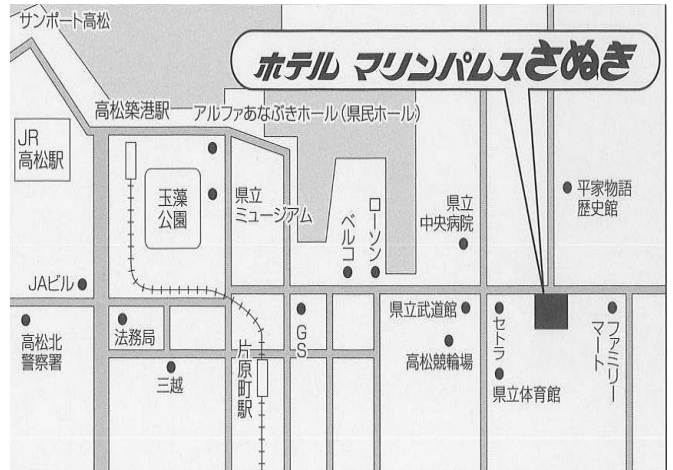 サンポート高松
ホテル マリンパレスさぬき
高松築港駅
アルファあなぶきホール(県民ホール)
JR
高松駅
玉藻
公園
県立
ミュージアム
ベルコ
ローソン
県立
中央病院
平家物語
歴史館
JAビル
高松北
警察署
法務局
三越
片原町駅
GS
県立武道館
高松競輪場
セトラ
県立体育館
ファミリーマート